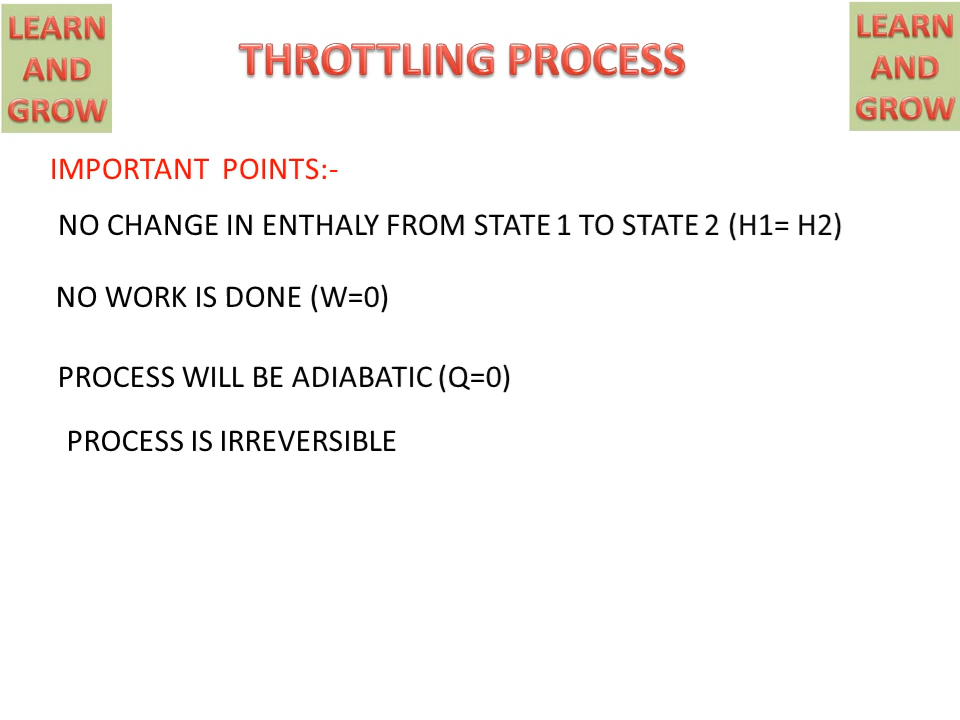 LEARN
AND
GROW
THROTTLING PROCESS
LEARN
AND
GROW
IMPORTANT POINTS:-
NO CHANGE IN ENTHALY FROM STATE 1 TO STATE 2 (H1= H2)
NO WORK IS DONE (W=0)
PROCESS WILL BE ADIABATIC (Q=0)
PROCESS IS IRREVERSIBLE